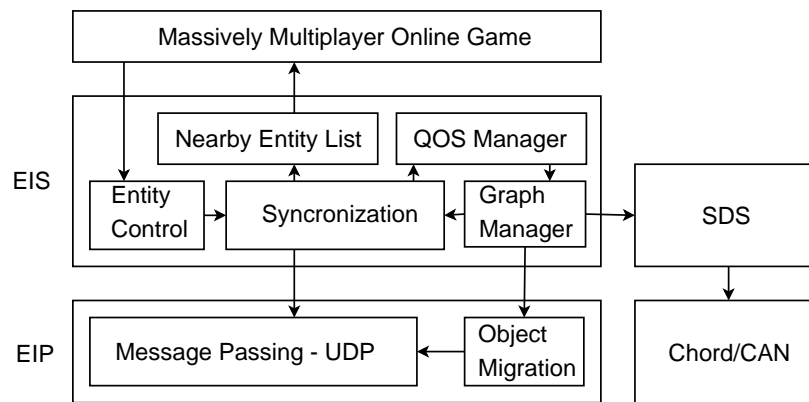 Massively Multiplayer Online Game
Nearby Entity List
QOS Manager
EIS
Entity
Control
Syncronization
Graph
Manager
SDS
EIP
Message Passing - UDP
Object
Migration
Chord/CAN